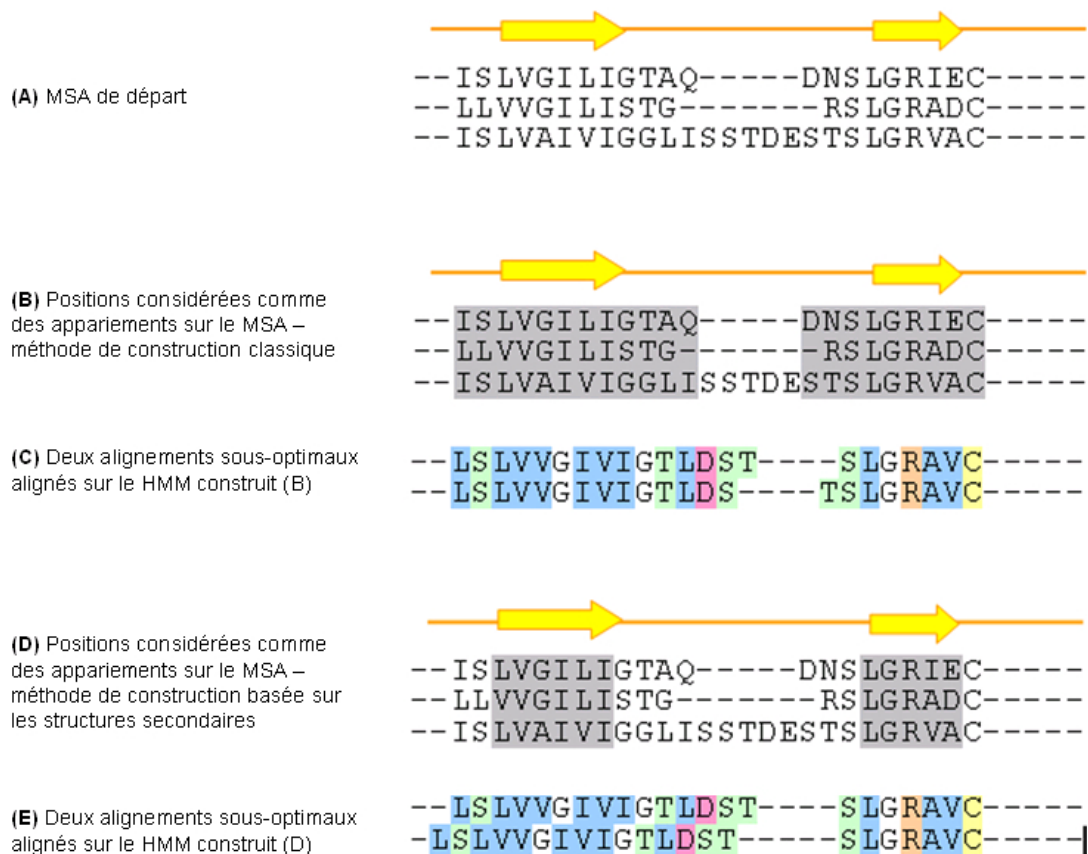 (A) MSA de départ
--ISLVGILIGTAQ-----DNSLGRIEC-----
--LLVVGILISTG-------RSLGRADC-----
--ISLVAIVIGGLISSTDESTSLGRVAC-----
(B) Positions considérées comme
des appariements sur le MSA –
méthode de construction classique
--ISLVGILIGTAQ-----DNSLGRIEC-----
--LLVVGILISTG-------RSLGRADC-----
--ISLVAIVIGGLISSTDESTSLGRVAC-----
(C) Deux alignements sous-optimaux
alignés sur le HMM construit (B)
--LSLVVGIVIGTLDST----SLGRAVC-----
--LSLVVGIVIGTLDS----TSLGRAVC-----
(D) Positions considérées comme
des appariements sur le MSA –
méthode de construction basée sur
les structures secondaires
--ISLVGILIGTAQ-----DNSLGRIEC-----
--LLVVGILISTG-------RSLGRADC-----
--ISLVAIVIGGLISSTDESTSLGRVAC-----
(E) Deux alignements sous-optimaux
alignés sur le HMM construit (D)
--LSLVVGIVIGTLDST----SLGRAVC-----
-LSLVVGIVIGTLDST-----SLGRAVC-----